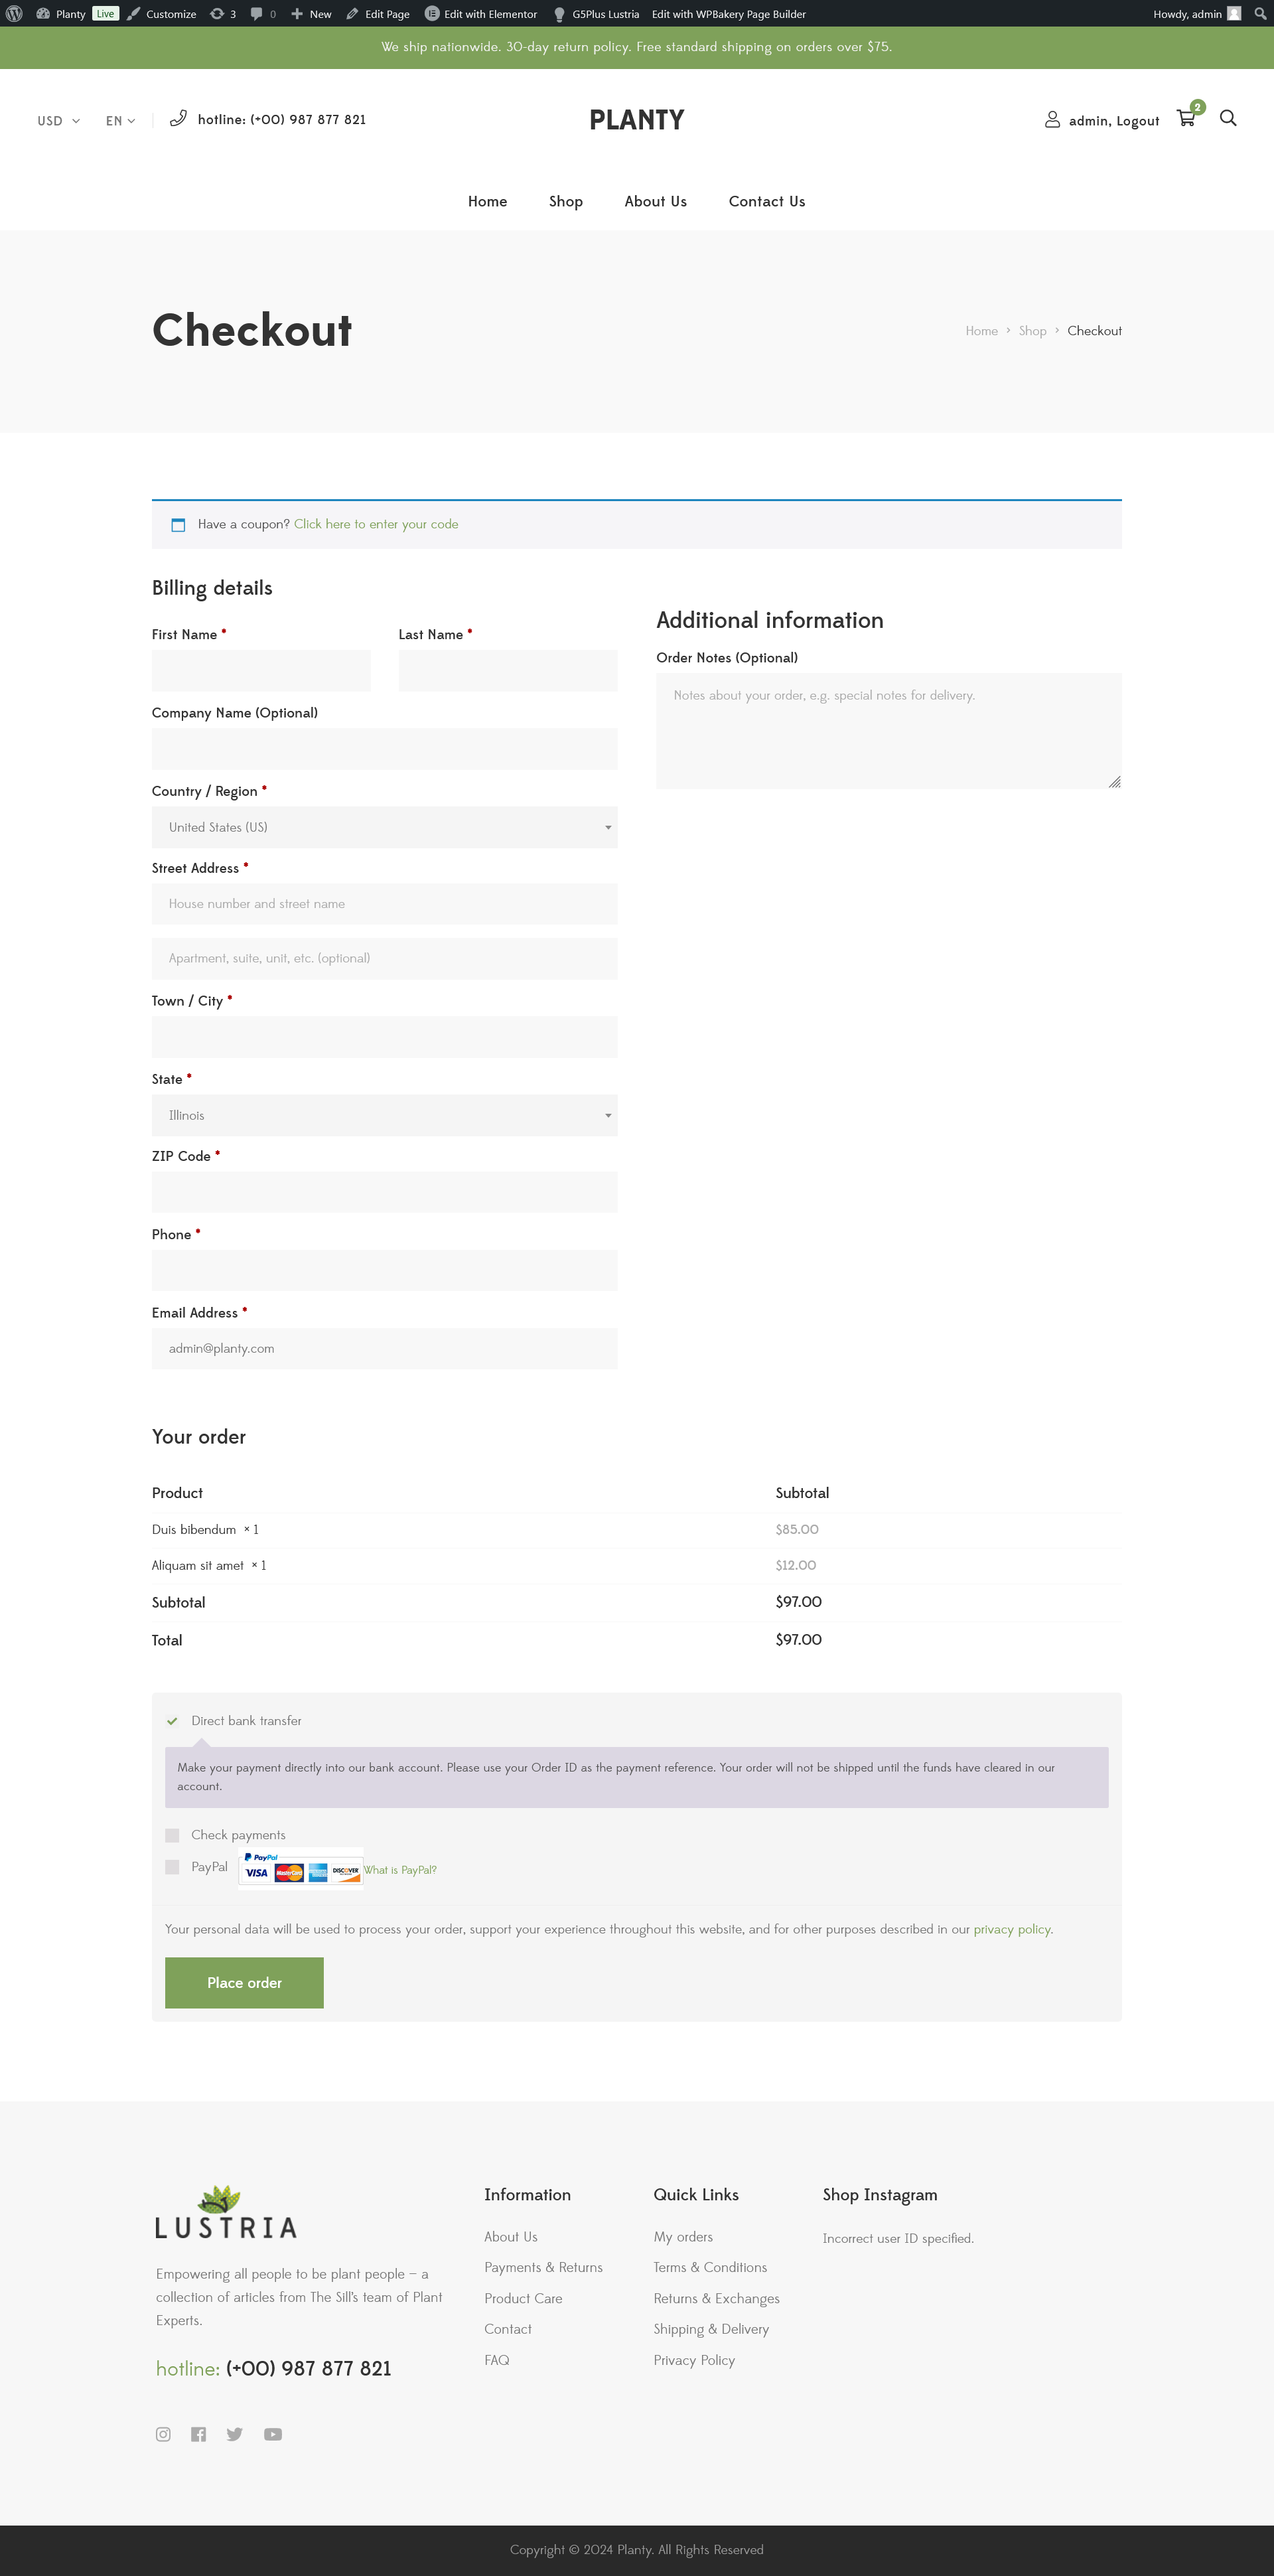 Planty Live Customize 3 0 New Edit Page Edit with Elementor G5Plus Lustria Edit with WPBakery Page Builder Howdy, admin
We ship nationwide. 30-day return policy. Free standard shipping on orders over $75.
USD EN hotline: (+00) 987 877 821 PLANTY admin, Logout 2
Home Shop About Us Contact Us
Checkout
Home Shop Checkout
Have a coupon? Click here to enter your code
Billing details
First Name * Last Name *
Company Name (Optional)
Country / Region *
United States (US)
Street Address *
House number and street name
Apartment, suite, unit, etc. (optional)
Town / City *
State *
Illinois
ZIP Code *
Phone *
Email Address *
admin@planty.com
Additional information
Order Notes (Optional)
Notes about your order, e.g. special notes for delivery.
Your order
Product Subtotal
Duis bibendum × 1 $85.00
Aliquam sit amet × 1 $12.00
Subtotal $97.00
Total $97.00
Direct bank transfer
Make your payment directly into our bank account. Please use your Order ID as the payment reference. Your order will not be shipped until the funds have cleared in our
account.
Check payments
PayPal PayPal VISA MasterCard DISCOVER What is PayPal?
Your personal data will be used to process your order, support your experience throughout this website, and for other purposes described in our privacy policy.
Place order
LUSTRIA
Empowering all people to be plant people – a
collection of articles from The Sill's team of Plant
Experts.
hotline: (+00) 987 877 821
Information
About Us
Payments & Returns
Product Care
Contact
FAQ
Quick Links
My orders
Terms & Conditions
Returns & Exchanges
Shipping & Delivery
Privacy Policy
Shop Instagram
Incorrect user ID specified.
Copyright © 2024 Planty. All Rights Reserved